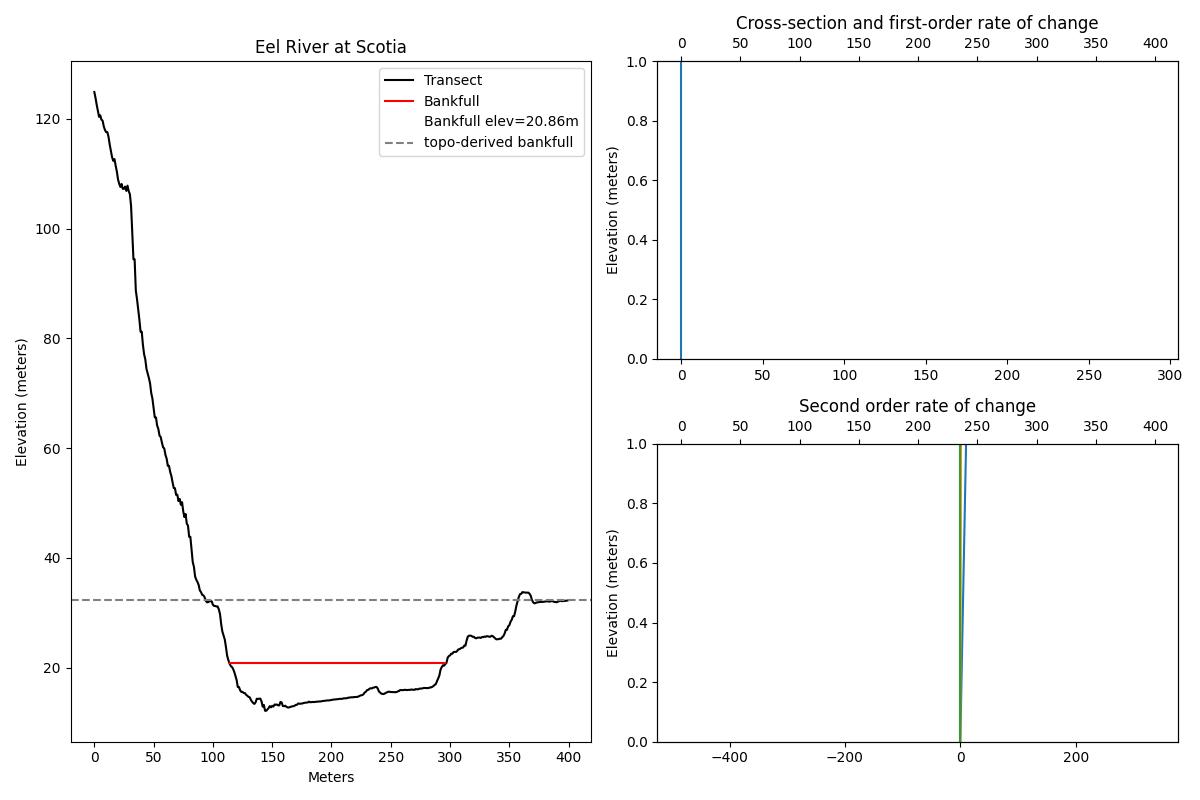 Eel River at Scotia
Transect
Bankfull
Bankfull elev=20.86m
topo-derived bankfull
120
100
80
60
40
20
Elevation (meters)
0 50 100 150 200 250 300 350 400
Meters
Cross-section and first-order rate of change
0 50 100 150 200 250 300 350 400
1.0
0.8
0.6
0.4
0.2
0.0
Elevation (meters)
0 50 100 150 200 250 300
Second order rate of change
0 50 100 150 200 250 300 350 400
1.0
0.8
0.6
0.4
0.2
0.0
Elevation (meters)
−400 −200 0 200